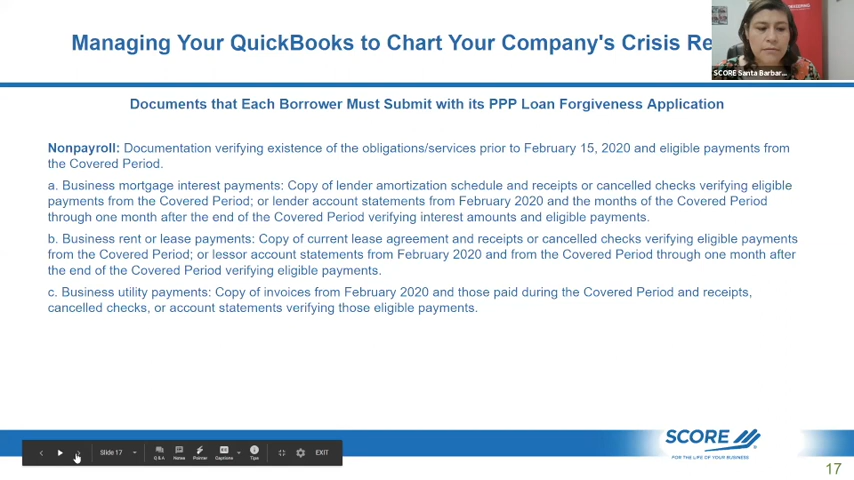 Managing Your QuickBooks to Chart Your Company's Crisis Re
SCORE Santa Barbar...
Documents that Each Borrower Must Submit with its PPP Loan Forgiveness Application
Nonpayroll: Documentation verifying existence of the obligations/services prior to February 15, 2020 and eligible payments from
the Covered Period.
a. Business mortgage interest payments: Copy of lender amortization schedule and receipts or cancelled checks verifying eligible
payments from the Covered Period; or lender account statements from February 2020 and the months of the Covered Period
through one month after the end of the Covered Period verifying interest amounts and eligible payments.
b. Business rent or lease payments: Copy of current lease agreement and receipts or cancelled checks verifying eligible payments
from the Covered Period; or lessor account statements from February 2020 and from the Covered Period through one month after
the end of the Covered Period verifying eligible payments.
c. Business utility payments: Copy of invoices from February 2020 and those paid during the Covered Period and receipts,
cancelled checks, or account statements verifying those eligible payments.
Slide 17
Q & A
Notes
Pointer
Captions
Tips
EXIT
SCORE
FOR THE LIFE OF YOUR BUSINESS
17